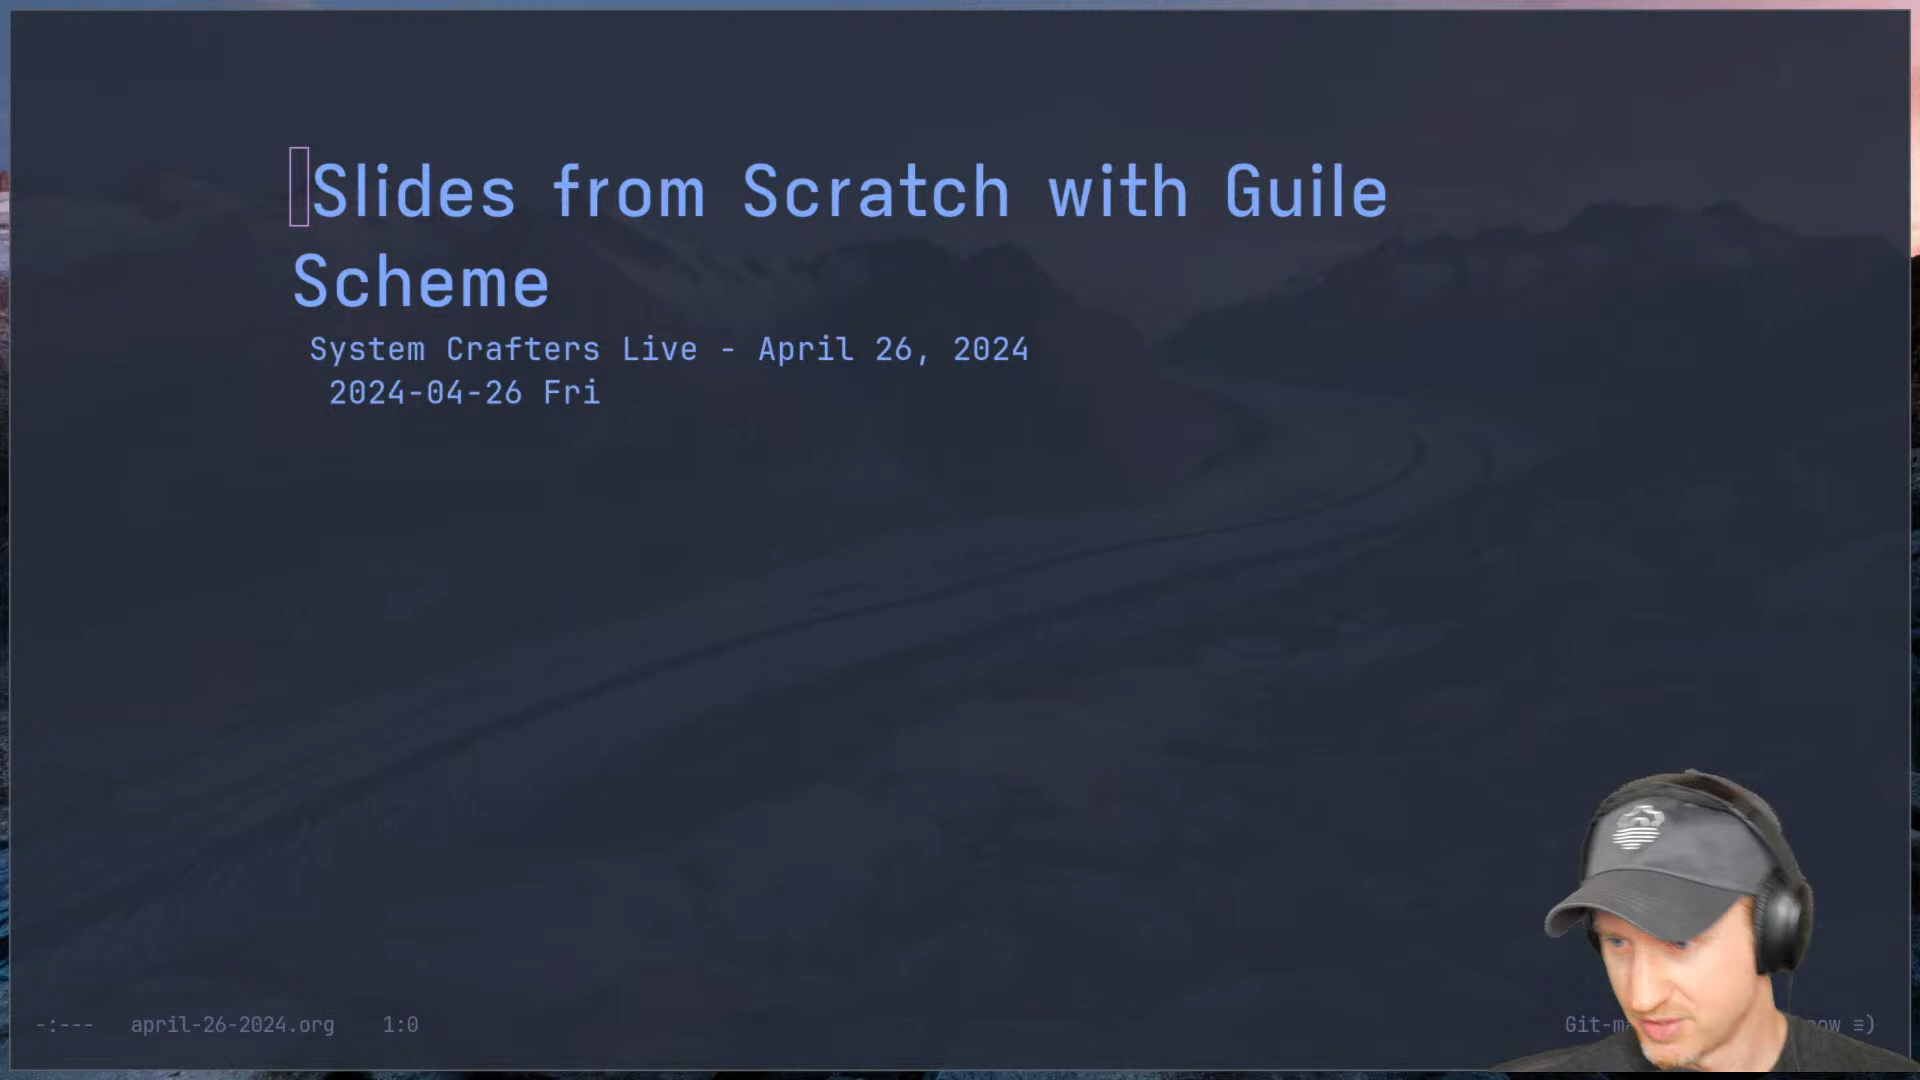 Slides from Scratch with Guile
Scheme
System Crafters Live - April 26, 2024
2024-04-26 Fri
-:--- april-26-2024.org 1:0